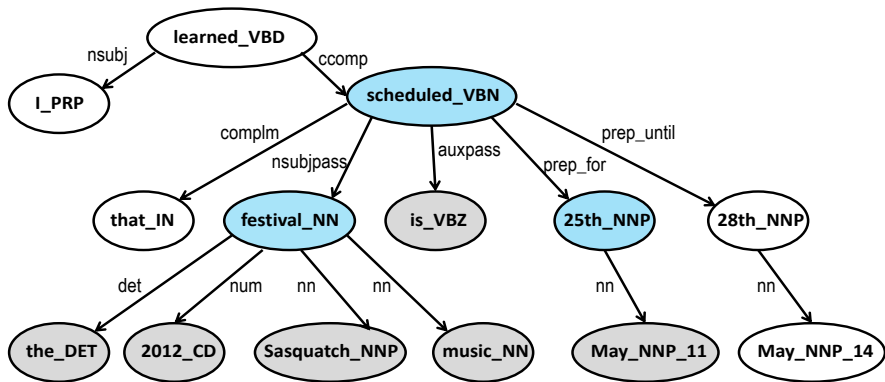 learned_VBD
nsubj
ccomp
I_PRP
scheduled_VBN
complm
nsubjpass
auxpass
prep_for
prep_until
that_IN
festival_NN
is_VBZ
25th_NNP
28th_NNP
det
num
nn
nn
nn
nn
the_DET
2012_CD
Sasquatch_NNP
music_NN
May_NNP_11
May_NNP_14